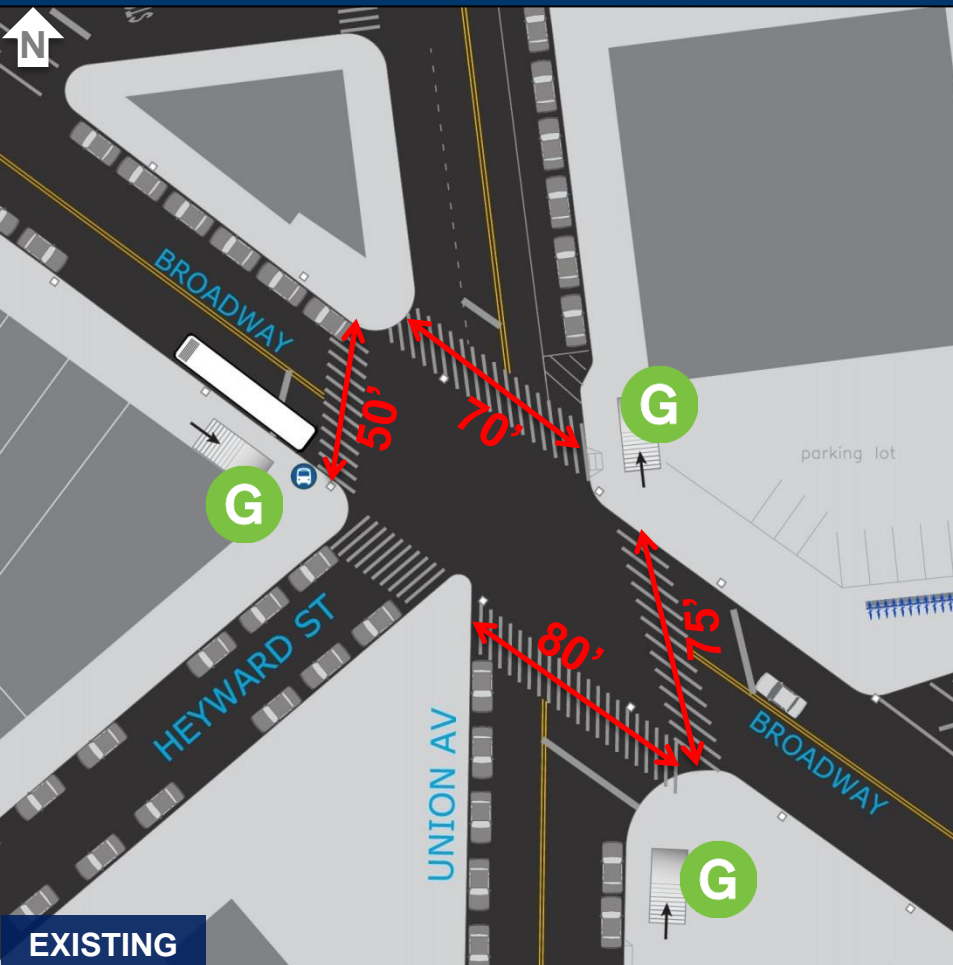 N
BROADWAY
50’
70’
G
parking lot
G
HEYWARD ST
80’
75’
UNION AV
BROADWAY
G
EXISTING